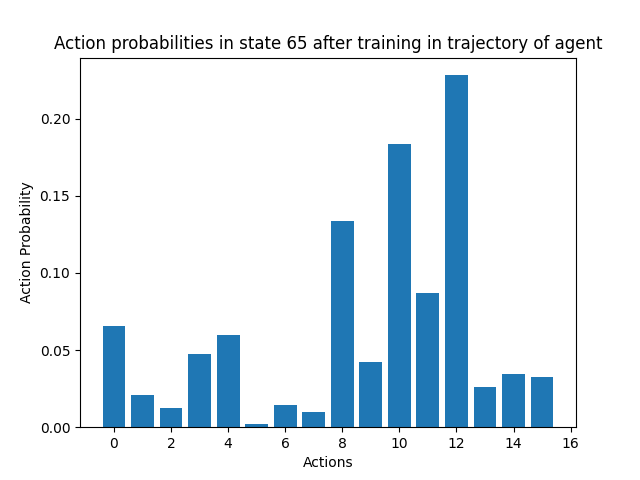 Action probabilities in state 65 after training in trajectory of agent
Action Probability
0.20
0.15
0.10
0.05
0.00
0 2 4 6 8 10 12 14 16
Actions